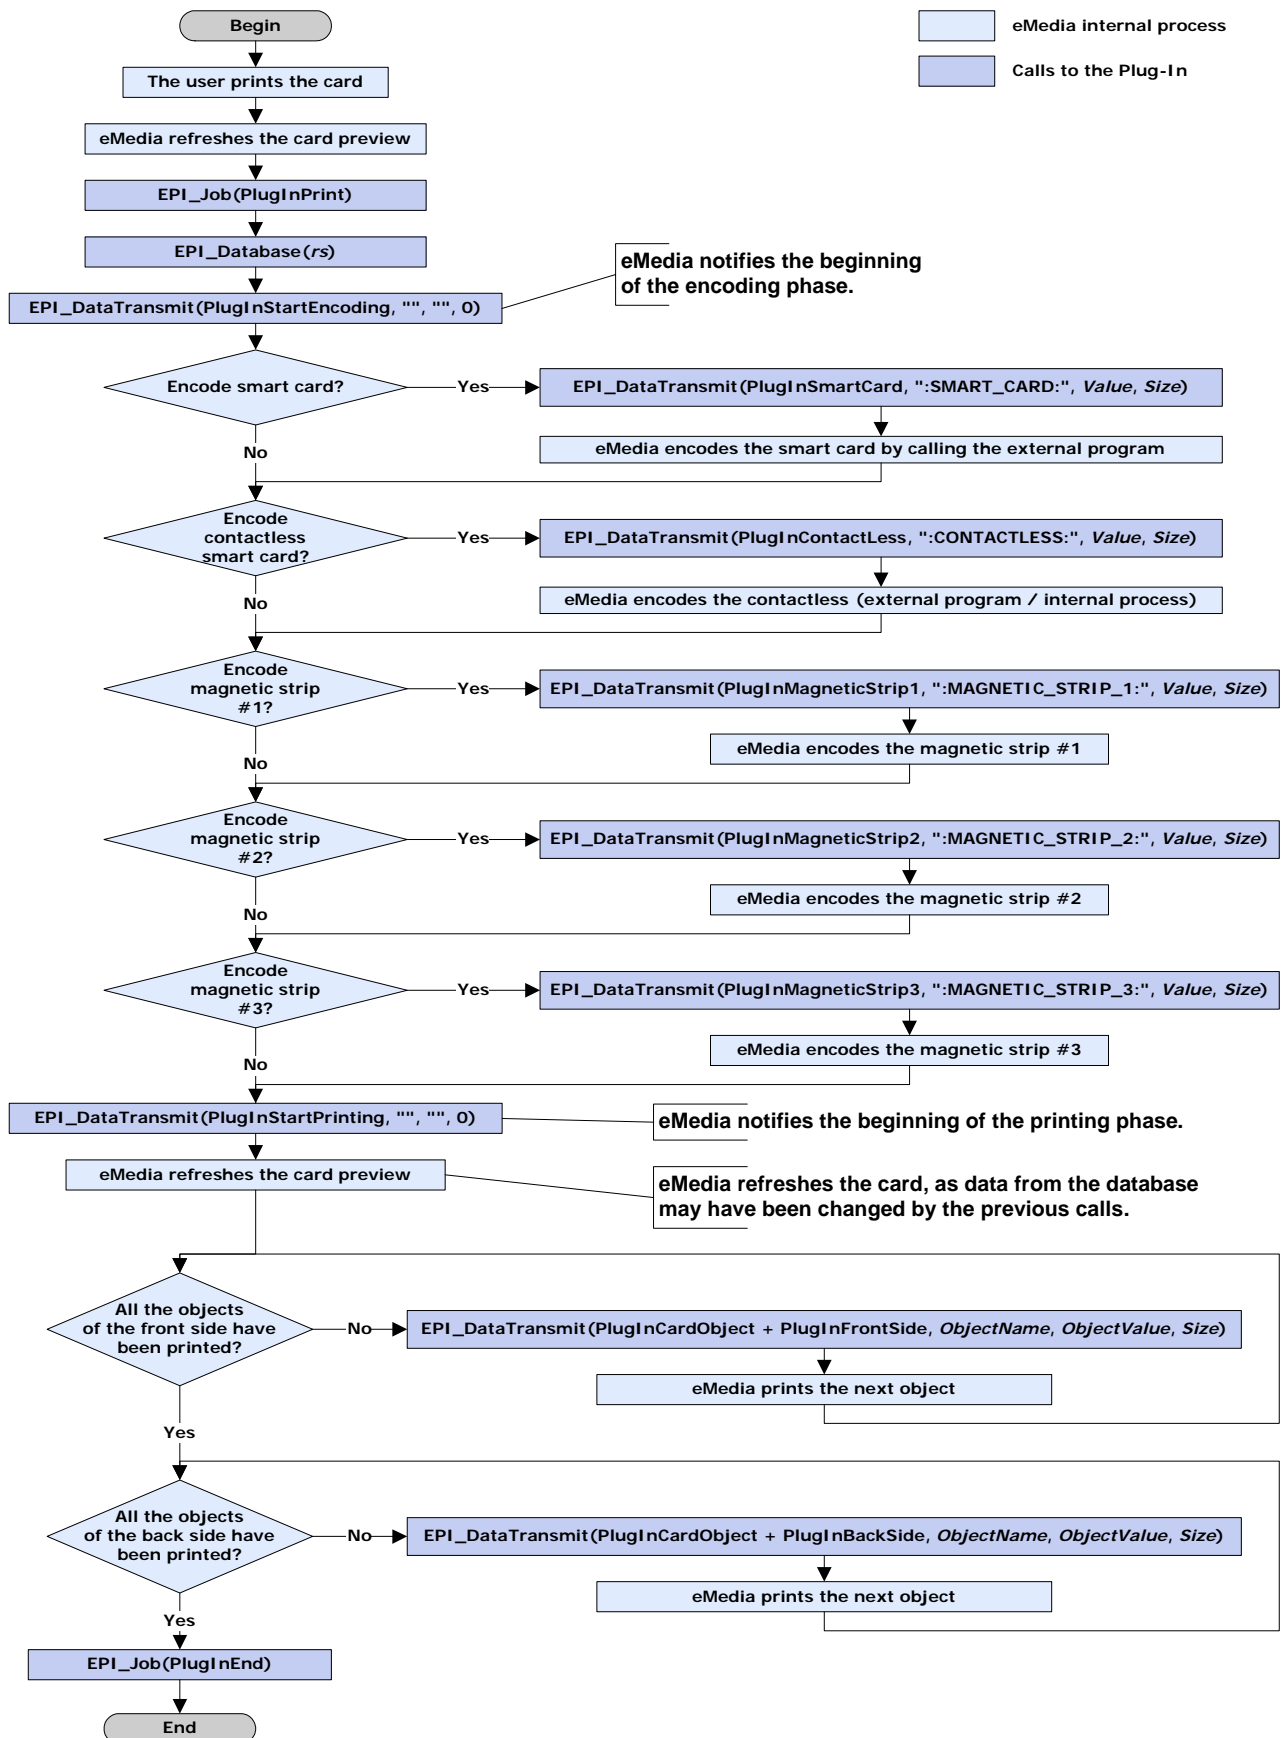 Begin
eMedia internal process
The user prints the card
Calls to the Plug-In
eMedia refreshes the card preview
EPI_Job(PlugInPrint)
EPI_Database(rs)
eMedia notifies the beginning
of the encoding phase.
EPI_DataTransmit(PlugInStartEncoding, "", "", 0)
Encode smart card?
Yes
EPI_DataTransmit(PlugInSmartCard, ":SMART_CARD:", Value, Size)
No
eMedia encodes the smart card by calling the external program
Encode
contactless
smart card?
Yes
EPI_DataTransmit(PlugInContactLess, ":CONTACTLESS:", Value, Size)
No
eMedia encodes the contactless (external program / internal process)
Encode
magnetic strip
#1?
Yes
EPI_DataTransmit(PlugInMagneticStrip1, ":MAGNETIC_STRIP_1:", Value, Size)
eMedia encodes the magnetic strip #1
No
Encode
magnetic strip
#2?
Yes
EPI_DataTransmit(PlugInMagneticStrip2, ":MAGNETIC_STRIP_2:", Value, Size)
eMedia encodes the magnetic strip #2
No
Encode
magnetic strip
#3?
Yes
EPI_DataTransmit(PlugInMagneticStrip3, ":MAGNETIC_STRIP_3:", Value, Size)
eMedia encodes the magnetic strip #3
No
EPI_DataTransmit(PlugInStartPrinting, "", "", 0)
eMedia notifies the beginning of the printing phase.
eMedia refreshes the card preview
eMedia refreshes the card, as data from the database
may have been changed by the previous calls.
All the objects
of the front side have
been printed?
No
EPI_DataTransmit(PlugInCardObject + PlugInFrontSide, ObjectName, ObjectValue, Size)
eMedia prints the next object
Yes
All the objects
of the back side have
been printed?
No
EPI_DataTransmit(PlugInCardObject + PlugInBackSide, ObjectName, ObjectValue, Size)
eMedia prints the next object
Yes
EPI_Job(PlugInEnd)
End